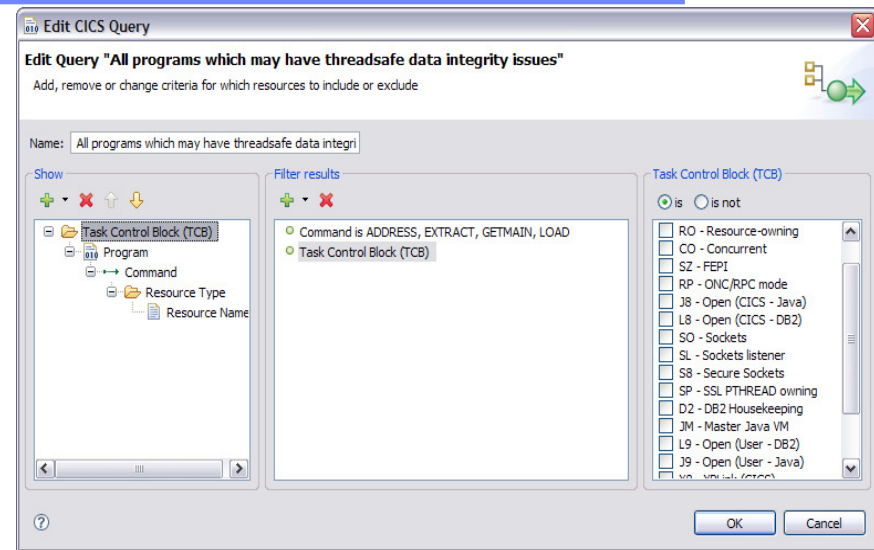 Edit CICS Query
Edit Query "All programs which may have threadsafe data integrity issues"
Add, remove or change criteria for which resources to include or exclude
Name: All programs which may have threadsafe data integri
Show
Task Control Block (TCB)
Program
Command
Resource Type
Resource Name
Filter results
Command is ADDRESS, EXTRACT, GETMAIN, LOAD
Task Control Block (TCB)
Task Control Block (TCB)
is is not
RO - Resource-owning
CO - Concurrent
SZ - FEPI
RP - ONC/RPC mode
J8 - Open (CICS - Java)
L8 - Open (CICS - DB2)
SO - Sockets
SL - Sockets listener
S8 - Secure Sockets
SP - SSL PTHREAD owning
D2 - DB2 Housekeeping
JM - Master Java VM
L9 - Open (User - DB2)
J9 - Open (User - Java)
OK Cancel